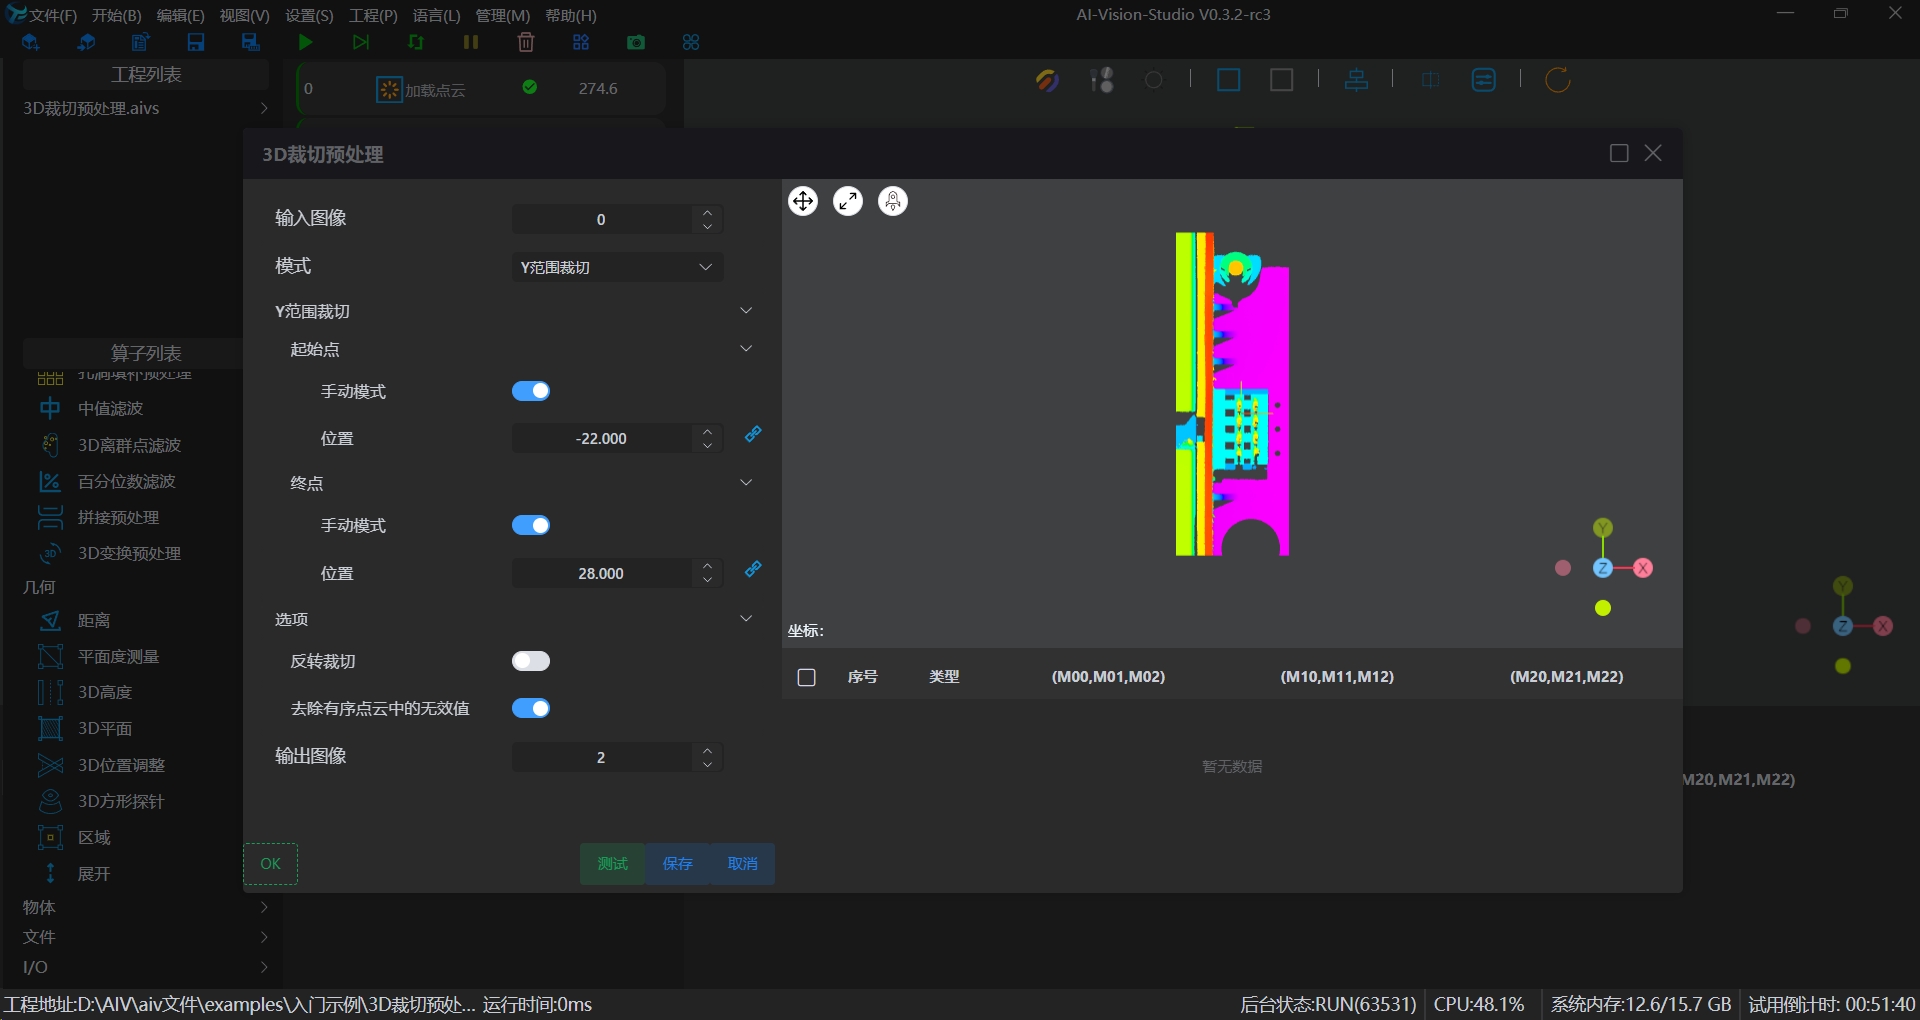 文件(F) 开始(B) 编辑(E) 视图(V) 设置(S) 工程(P) 语言(L) 管理(M) 帮助(H)
AI-Vision-Studio V0.3.2-rc3
工程列表
3D裁切预处理.aivs
0 加载点云 274.6
3D裁切预处理
输入图像 0
模式 Y范围裁切
Y范围裁切
起始点
手动模式
位置 -22.000
终点
手动模式
位置 28.000
选项
反转裁切
去除有序点云中的无效值
输出图像 2
OK 测试 保存 取消
Y
Z X
坐标:
序号 类型 (M00,M01,M02) (M10,M11,M12) (M20,M21,M22)
暂无数据
算子列表
孔洞填补预处理
中值滤波
3D离群点滤波
百分位数滤波
拼接预处理
3D变换预处理
几何
距离
平面度测量
3D高度
3D平面
3D位置调整
3D方形探针
区域
展开
物体
文件
I/O
Y
Z X
M20,M21,M22)
工程地址:D:\AIV\aiv文件\examples\入门示例\3D裁切预处... 运行时间:0ms
后台状态:RUN(63531) CPU:48.1% 系统内存:12.6/15.7 GB 试用倒计时: 00:51:40